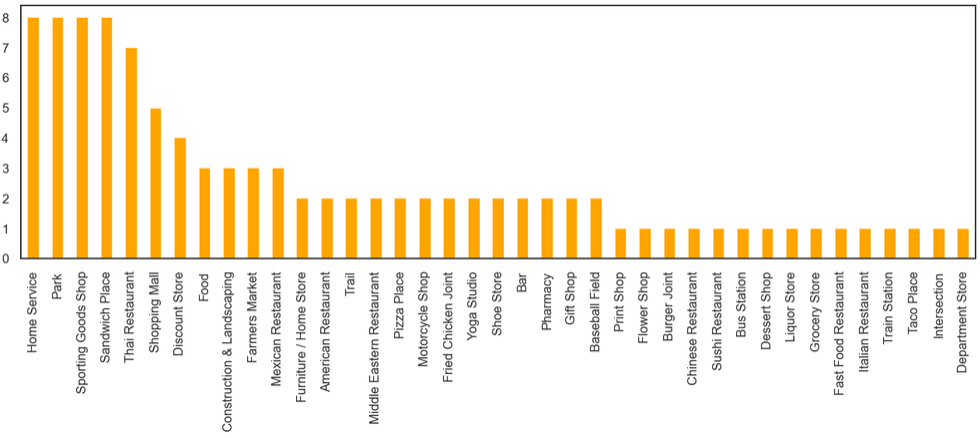 8
7
6
5
4
3
2
1
0
Home Service
Park
Sporting Goods Shop
Sandwich Place
Thai Restaurant
Shopping Mall
Discount Store
Food
Construction & Landscaping
Farmers Market
Mexican Restaurant
Furniture / Home Store
American Restaurant
Trail
Middle Eastern Restaurant
Pizza Place
Motorcycle Shop
Fried Chicken Joint
Yoga Studio
Shoe Store
Bar
Pharmacy
Gift Shop
Baseball Field
Print Shop
Flower Shop
Burger Joint
Chinese Restaurant
Sushi Restaurant
Bus Station
Dessert Shop
Liquor Store
Grocery Store
Fast Food Restaurant
Italian Restaurant
Train Station
Taco Place
Intersection
Department Store